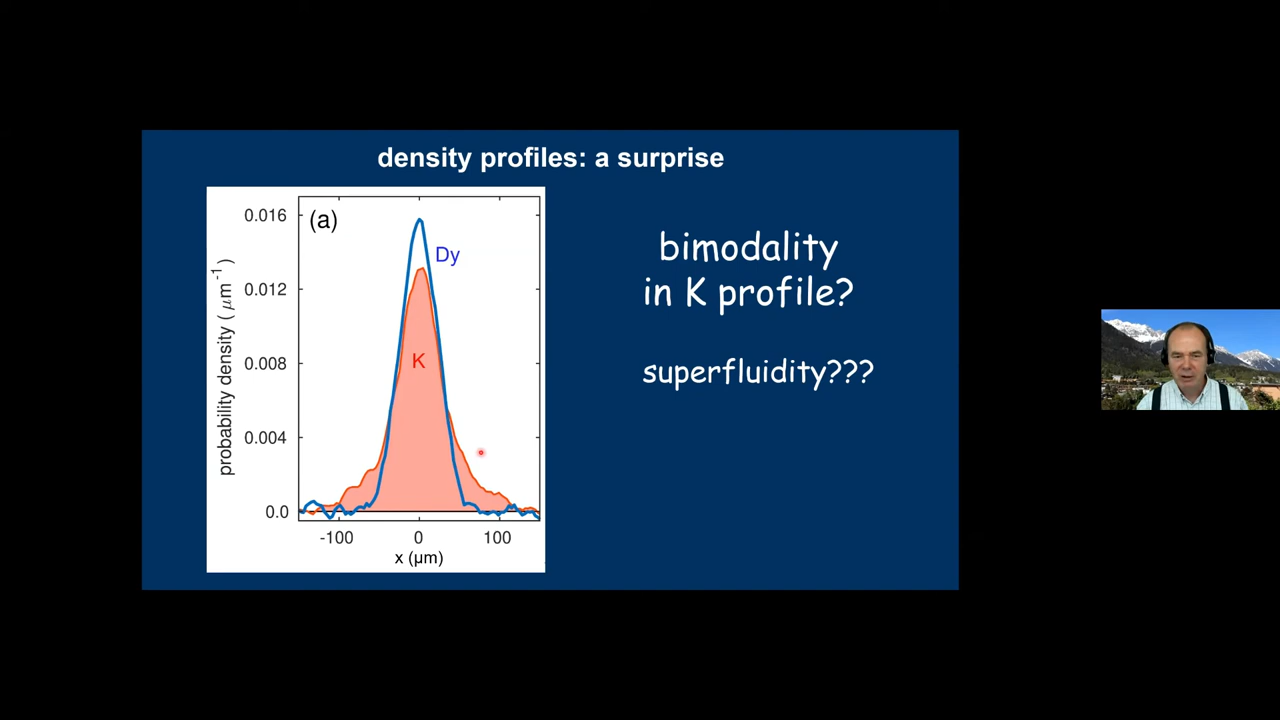 density profiles: a surprise
(a)
Dy
K
probability density ( μm⁻¹ )
0.016
0.012
0.008
0.004
0.0
-100
0
100
x (μm)
bimodality
in K profile?
superfluidity???